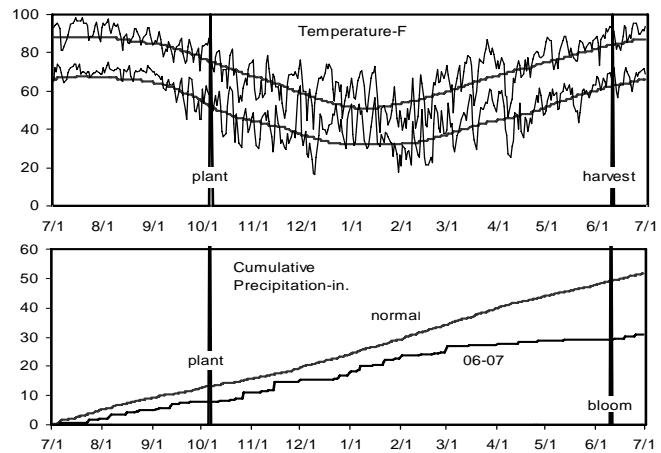 Temperature-F
100
80
60
40
20
0
plant
harvest
7/1 8/1 9/1 10/1 11/1 12/1 1/1 2/1 3/1 4/1 5/1 6/1 7/1
Cumulative
Precipitation-in.
60
50
40
30
20
10
0
normal
plant
06-07
bloom
7/1 8/1 9/1 10/1 11/1 12/1 1/1 2/1 3/1 4/1 5/1 6/1 7/1